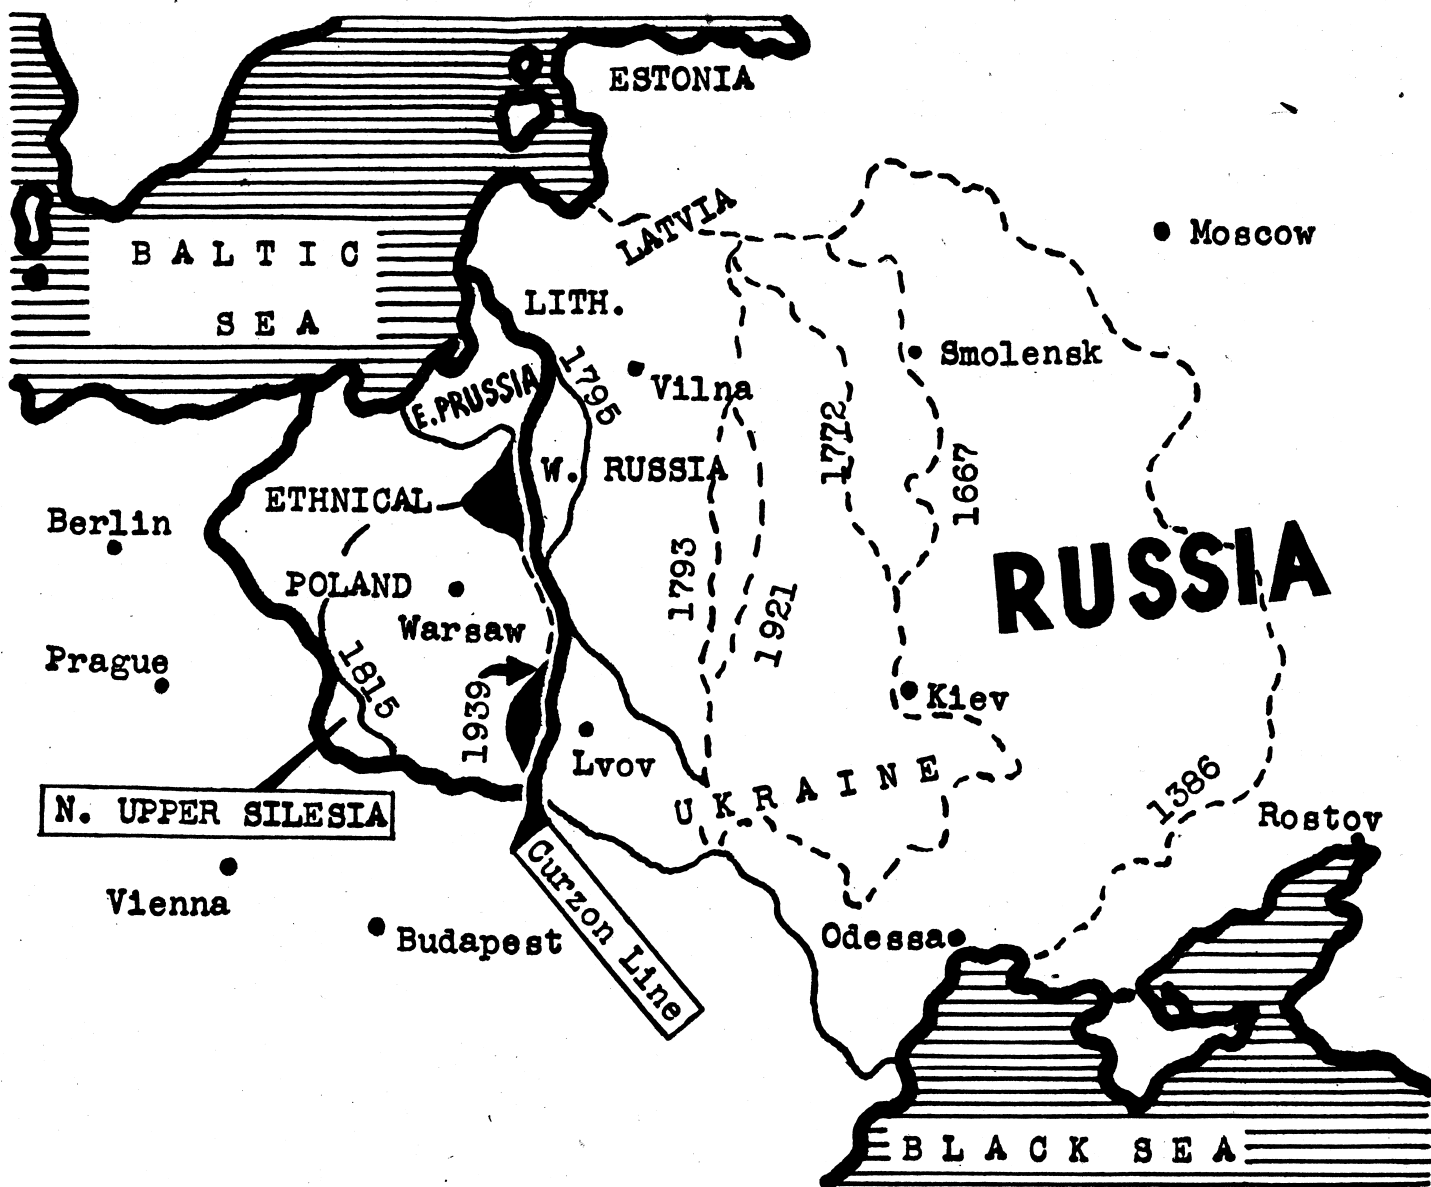 ESTONIA
LATVIA
Moscow
BALTIC
SEA
LITH.
Smolensk
Vilna
1795
E. PRUSSIA
1772
1667
W. RUSSIA
ETHNICAL
POLAND
Berlin
1793
1921
RUSSIA
Warsaw
Prague
1815
1939
Kiev
Lvov
UKRAINE
1386
Rostov
N. UPPER SILESIA
Curzon Line
Vienna
Budapest
Odessa
BLACK SEA